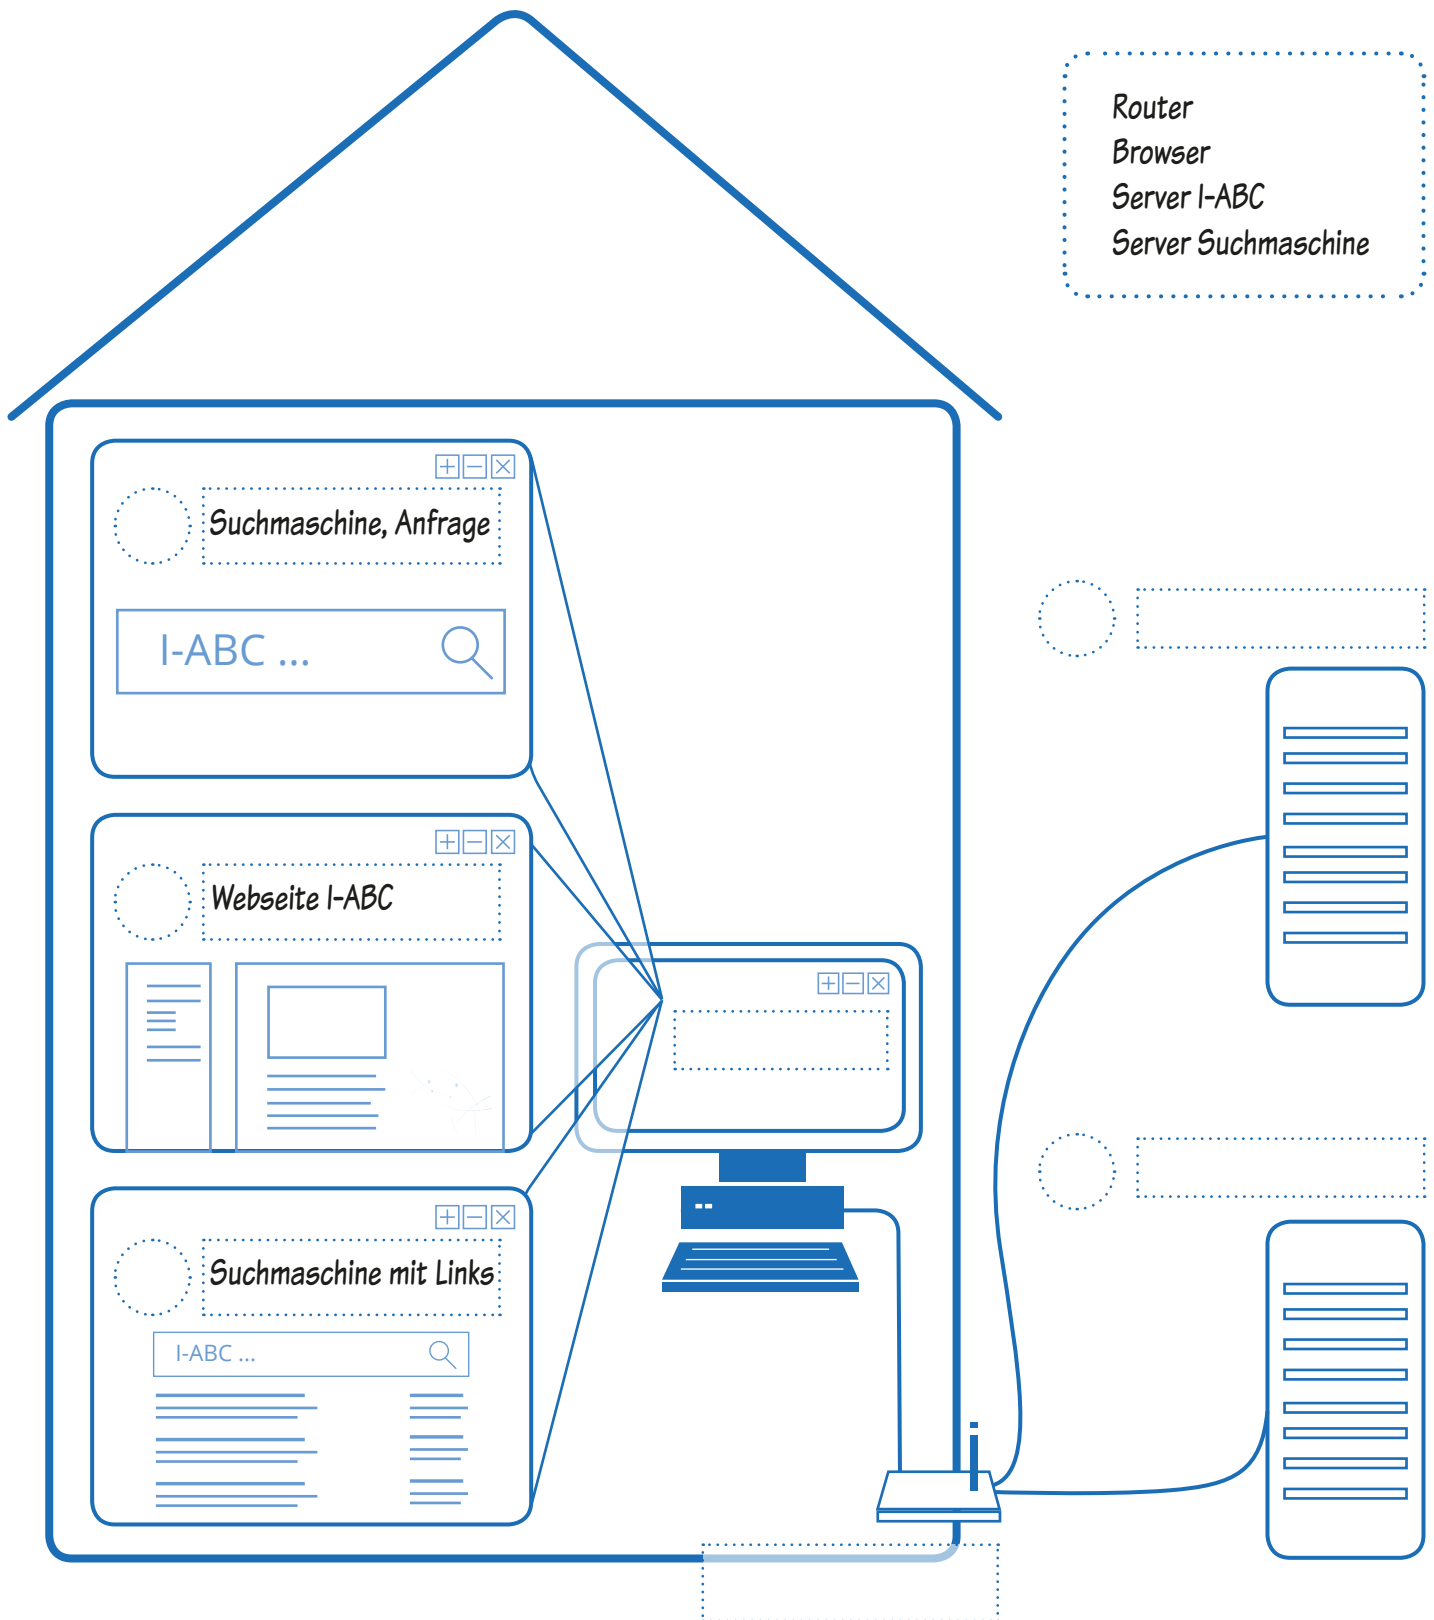 Router
Browser
Server I-ABC
Server Suchmaschine
Suchmaschine, Anfrage
I-ABC ...
Webseite I-ABC
Suchmaschine mit Links
I-ABC ...